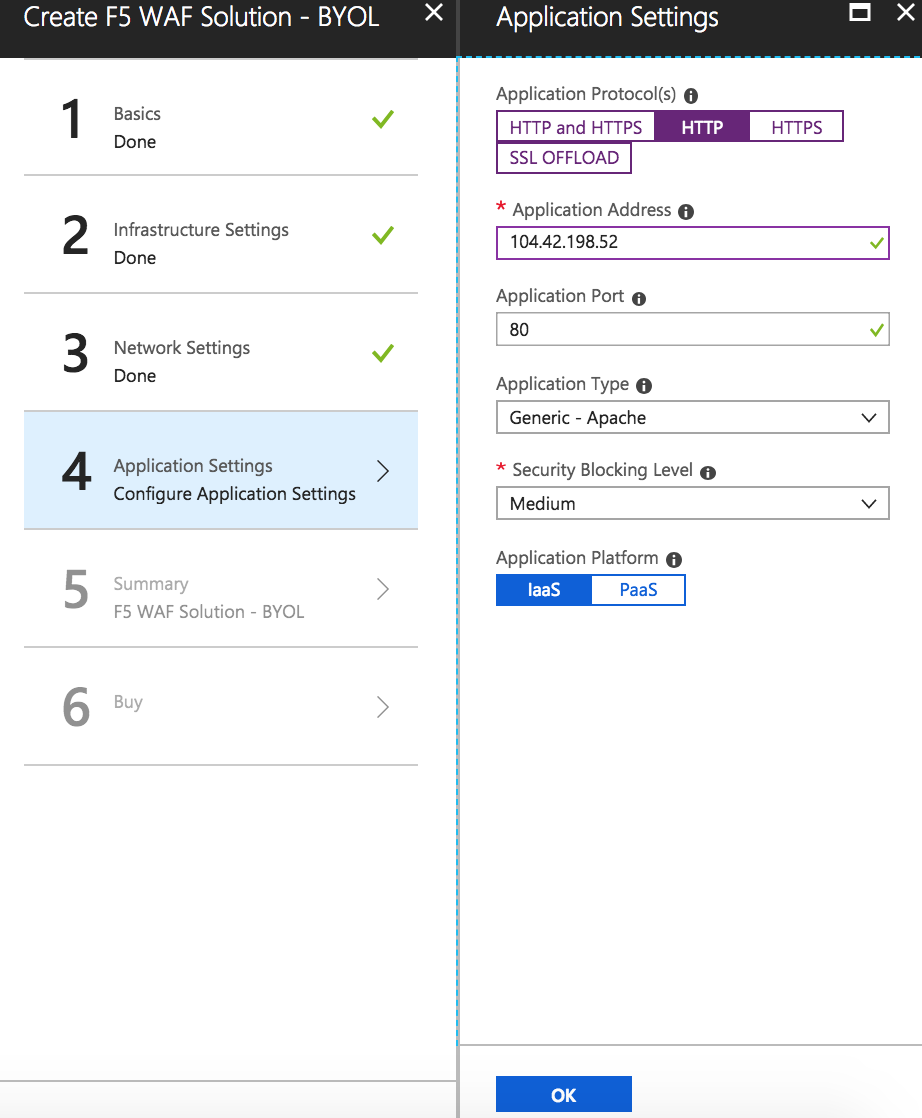 Create F5 WAF Solution - BYOL
1
Basics
Done
2
Infrastructure Settings
Done
3
Network Settings
Done
4
Application Settings
Configure Application Settings
5
Summary
F5 WAF Solution - BYOL
6
Buy
Application Settings
Application Protocol(s)
HTTP and HTTPS HTTP HTTPS
SSL OFFLOAD
* Application Address
104.42.198.52
Application Port
80
Application Type
Generic - Apache
* Security Blocking Level
Medium
Application Platform
IaaS PaaS
OK